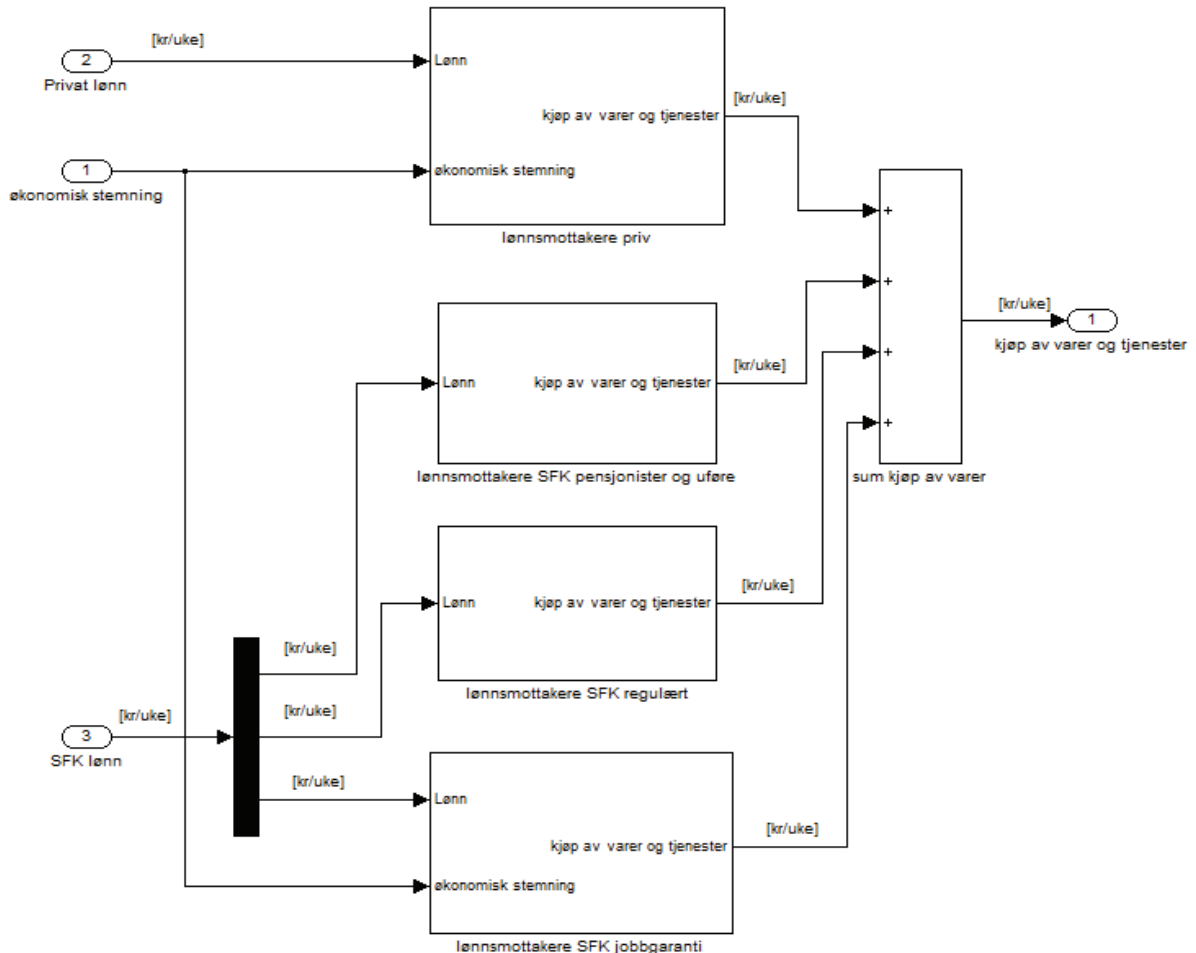 [kr/uke]
2
Privat lønn
Lønn
kjøp av varer og tjenester
[kr/uke]
1
økonomisk stemning
økonomisk stemning
lønnsmottakere priv
+
+
+
+
sum kjøp av varer
[kr/uke]
1
kjøp av varer og tjenester
Lønn
kjøp av varer og tjenester
[kr/uke]
lønnsmottakere SFK pensjonister og uføre
Lønn
kjøp av varer og tjenester
[kr/uke]
lønnsmottakere SFK regulært
[kr/uke]
[kr/uke]
[kr/uke]
3
SFK lønn
[kr/uke]
Lønn
kjøp av varer og tjenester
[kr/uke]
økonomisk stemning
lønnsmottakere SFK jobbgaranti